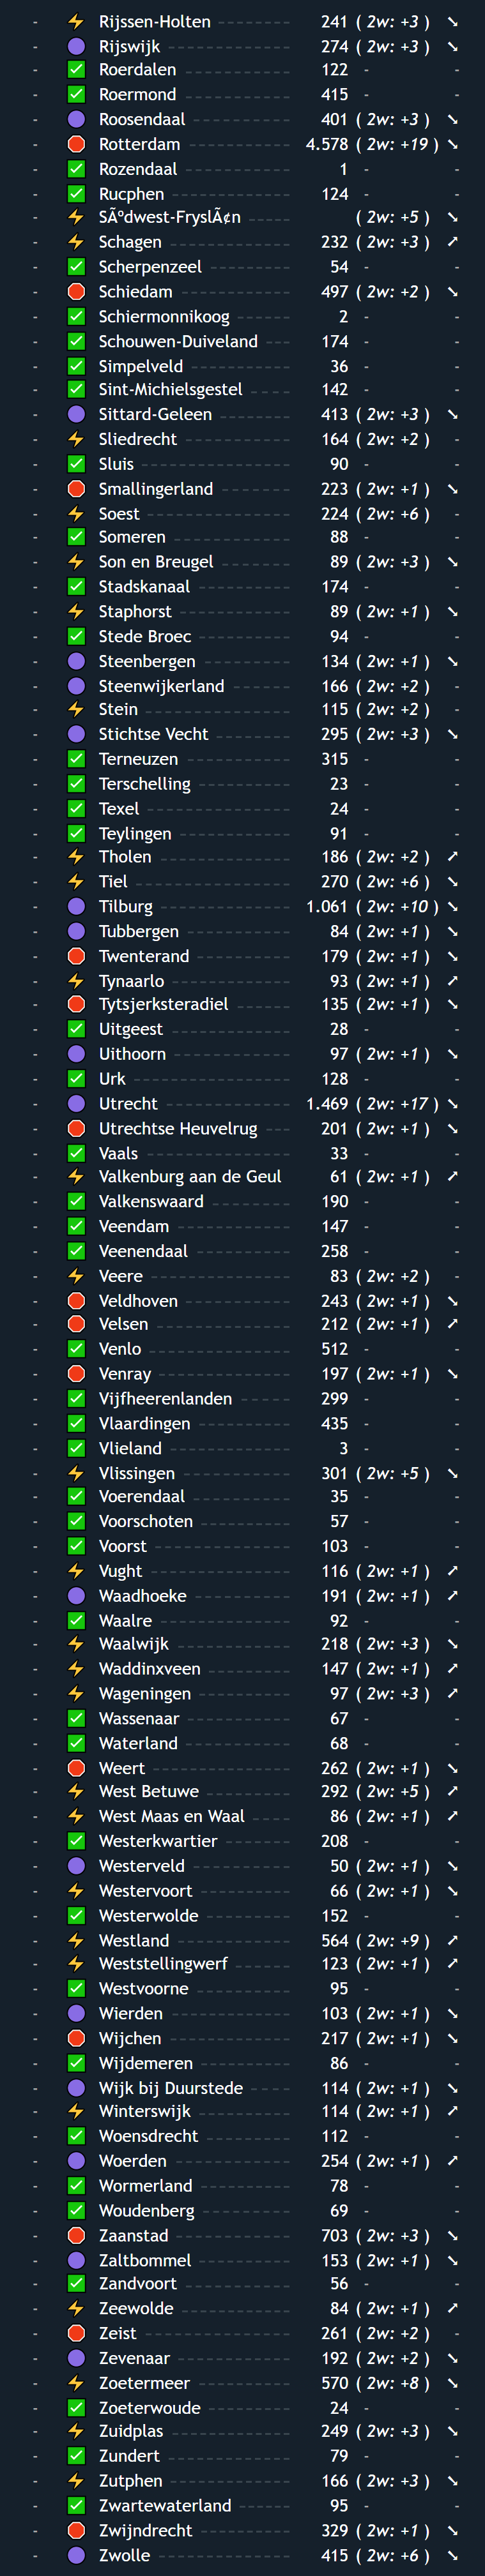 - ⚡ Rijssen-Holten 241 ( 2w: +3 ) ➘
- 🟣 Rijswijk 274 ( 2w: +3 ) ➘
- ✅ Roerdalen 122 - -
- ✅ Roermond 415 - -
- 🟣 Roosendaal 401 ( 2w: +3 ) ➘
- 🛑 Rotterdam 4.578 ( 2w: +19 ) ➘
- ✅ Rozendaal 1 - -
- ✅ Rucphen 124 - -
- ⚡ SÃºdwest-FryslÃ¢n ( 2w: +5 ) ➘
- ⚡ Schagen 232 ( 2w: +3 ) ➚
- ✅ Scherpenzeel 54 - -
- 🛑 Schiedam 497 ( 2w: +2 ) ➘
- ✅ Schiermonnikoog 2 - -
- ✅ Schouwen-Duiveland 174 - -
- ✅ Simpelveld 36 - -
- ✅ Sint-Michielsgestel 142 - -
- 🟣 Sittard-Geleen 413 ( 2w: +3 ) ➘
- ⚡ Sliedrecht 164 ( 2w: +2 ) -
- ✅ Sluis 90 - -
- 🛑 Smallingerland 223 ( 2w: +1 ) ➘
- ⚡ Soest 224 ( 2w: +6 ) -
- ✅ Someren 88 - -
- ⚡ Son en Breugel 89 ( 2w: +3 ) ➘
- ✅ Stadskanaal 174 - -
- ⚡ Staphorst 89 ( 2w: +1 ) ➘
- ✅ Stede Broec 94 - -
- 🟣 Steenbergen 134 ( 2w: +1 ) ➘
- 🟣 Steenwijkerland 166 ( 2w: +2 ) -
- ⚡ Stein 115 ( 2w: +2 ) -
- 🟣 Stichtse Vecht 295 ( 2w: +3 ) ➘
- ✅ Terneuzen 315 - -
- ✅ Terschelling 23 - -
- ✅ Texel 24 - -
- ✅ Teylingen 91 - -
- ⚡ Tholen 186 ( 2w: +2 ) ➚
- ⚡ Tiel 270 ( 2w: +6 ) ➘
- 🟣 Tilburg 1.061 ( 2w: +10 ) ➘
- 🟣 Tubbergen 84 ( 2w: +1 ) ➘
- 🛑 Twenterand 179 ( 2w: +1 ) ➘
- ⚡ Tynaarlo 93 ( 2w: +1 ) ➚
- 🛑 Tytsjerksteradiel 135 ( 2w: +1 ) ➘
- ✅ Uitgeest 28 - -
- 🟣 Uithoorn 97 ( 2w: +1 ) ➘
- ✅ Urk 128 - -
- 🟣 Utrecht 1.469 ( 2w: +17 ) ➘
- 🛑 Utrechtse Heuvelrug 201 ( 2w: +1 ) ➘
- ✅ Vaals 33 - -
- ⚡ Valkenburg aan de Geul 61 ( 2w: +1 ) ➚
- ✅ Valkenswaard 190 - -
- ✅ Veendam 147 - -
- ✅ Veenendaal 258 - -
- ⚡ Veere 83 ( 2w: +2 ) -
- 🛑 Veldhoven 243 ( 2w: +1 ) ➘
- 🛑 Velsen 212 ( 2w: +1 ) ➚
- ✅ Venlo 512 - -
- 🛑 Venray 197 ( 2w: +1 ) ➘
- ✅ Vijfheerenlanden 299 - -
- ✅ Vlaardingen 435 - -
- ✅ Vlieland 3 - -
- ⚡ Vlissingen 301 ( 2w: +5 ) ➘
- ✅ Voerendaal 35 - -
- ✅ Voorschoten 57 - -
- ✅ Voorst 103 - -
- ⚡ Vught 116 ( 2w: +1 ) ➚
- 🟣 Waadhoeke 191 ( 2w: +1 ) ➚
- ✅ Waalre 92 - -
- ⚡ Waalwijk 218 ( 2w: +3 ) ➘
- ⚡ Waddinxveen 147 ( 2w: +1 ) ➚
- ⚡ Wageningen 97 ( 2w: +3 ) ➚
- ✅ Wassenaar 67 - -
- ✅ Waterland 68 - -
- 🛑 Weert 262 ( 2w: +1 ) ➘
- ⚡ West Betuwe 292 ( 2w: +5 ) ➚
- ⚡ West Maas en Waal 86 ( 2w: +1 ) ➚
- ✅ Westerkwartier 208 - -
- 🟣 Westerveld 50 ( 2w: +1 ) ➘
- ⚡ Westervoort 66 ( 2w: +1 ) ➘
- ✅ Westerwolde 152 - -
- ⚡ Westland 564 ( 2w: +9 ) ➚
- ⚡ Weststellingwerf 123 ( 2w: +1 ) ➚
- ✅ Westvoorne 95 - -
- 🟣 Wierden 103 ( 2w: +1 ) ➘
- 🛑 Wijchen 217 ( 2w: +1 ) ➘
- ✅ Wijdemeren 86 - -
- 🟣 Wijk bij Duurstede 114 ( 2w: +1 ) ➘
- ⚡ Winterswijk 114 ( 2w: +1 ) ➚
- ✅ Woensdrecht 112 - -
- 🟣 Woerden 254 ( 2w: +1 ) ➚
- ✅ Wormerland 78 - -
- ✅ Woudenberg 69 - -
- 🛑 Zaanstad 703 ( 2w: +3 ) ➘
- 🟣 Zaltbommel 153 ( 2w: +1 ) ➘
- ✅ Zandvoort 56 - -
- ⚡ Zeewolde 84 ( 2w: +1 ) ➚
- 🛑 Zeist 261 ( 2w: +2 ) -
- 🟣 Zevenaar 192 ( 2w: +2 ) ➘
- ⚡ Zoetermeer 570 ( 2w: +8 ) ➘
- ✅ Zoeterwoude 24 - -
- ⚡ Zuidplas 249 ( 2w: +3 ) ➘
- ✅ Zundert 79 - -
- ⚡ Zutphen 166 ( 2w: +3 ) ➘
- ✅ Zwartewaterland 95 - -
- 🛑 Zwijndrecht 329 ( 2w: +1 ) ➘
- 🟣 Zwolle 415 ( 2w: +6 ) ➘